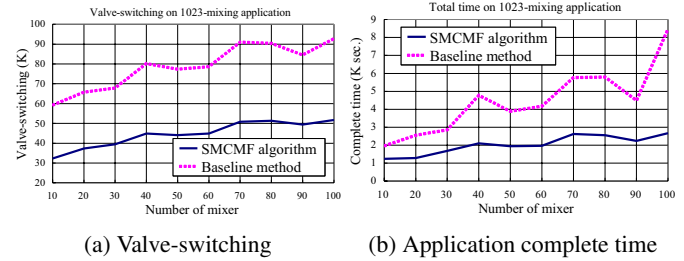 Valve-switching on 1023-mixing application
Valve-switching (K)
100
90
80
70
60
50
40
30
20
SMCMF algorithm
Baseline method
10 20 30 40 50 60 70 80 90 100
Number of mixer
(a) Valve-switching
Total time on 1023-mixing application
Complete time (K sec.)
9
8
7
6
5
4
3
2
1
0
SMCMF algorithm
Baseline method
10 20 30 40 50 60 70 80 90 100
Number of mixer
(b) Application complete time